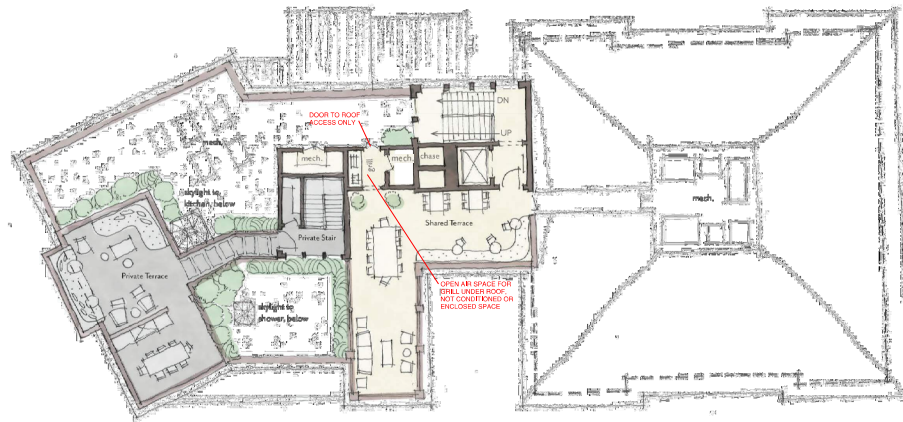 DOOR TO ROOF
ACCESS ONLY
DN
UP
mech.
mech.
grill
mech.
chase
skylight to
kitchen, below
mech.
Shared Terrace
Private Stair
Private Terrace
OPEN AIR SPACE FOR
GRILL UNDER ROOF.
NOT CONDITIONED OR
ENCLOSED SPACE
skylight to
shower, below